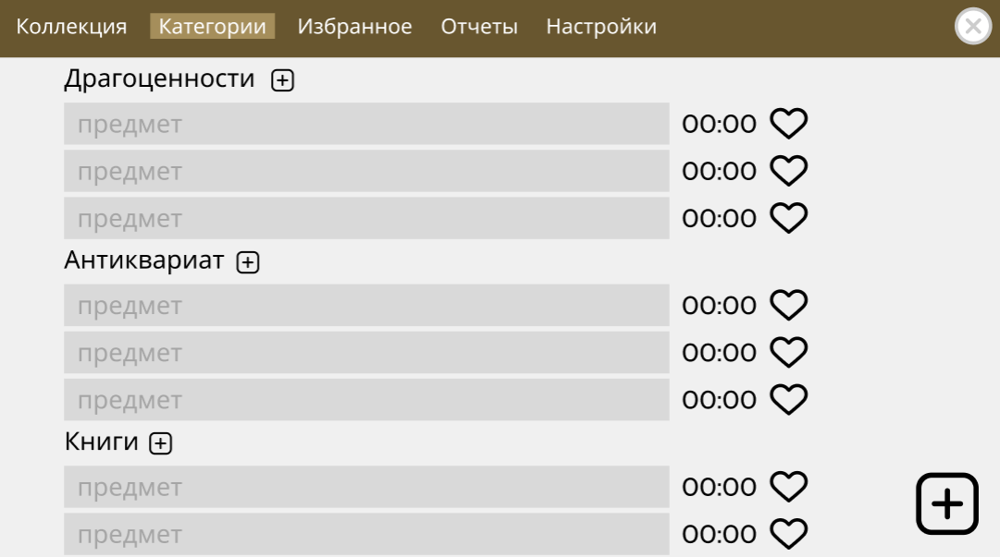 Коллекция Категории Избранное Отчеты Настройки
Драгоценности
предмет 00:00
предмет 00:00
предмет 00:00
Антиквариат
предмет 00:00
предмет 00:00
предмет 00:00
Книги
предмет 00:00
предмет 00:00